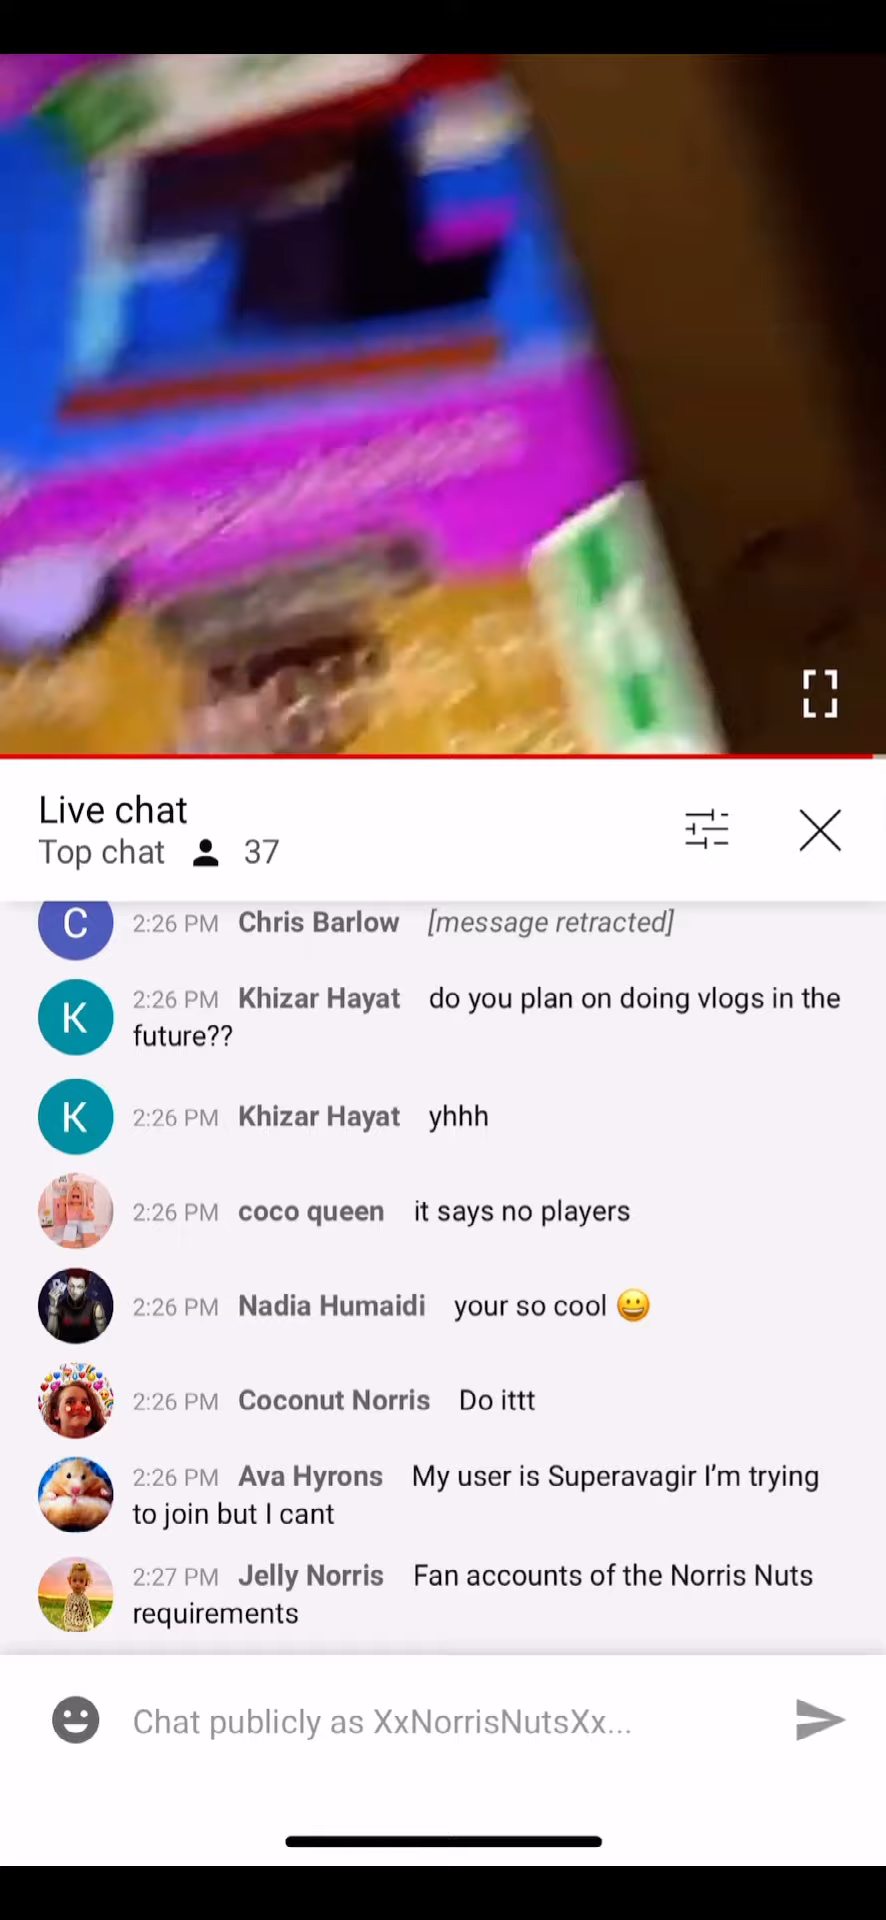 Live chat
Top chat 37
C 2:26 PM Chris Barlow [message retracted]
K 2:26 PM Khizar Hayat do you plan on doing vlogs in the
future??
K 2:26 PM Khizar Hayat yhhh
2:26 PM coco queen it says no players
2:26 PM Nadia Humaidi your so cool 😀
2:26 PM Coconut Norris Do ittt
2:26 PM Ava Hyrons My user is Superavagir I’m trying
to join but I cant
2:27 PM Jelly Norris Fan accounts of the Norris Nuts
requirements
Chat publicly as XxNorrisNutsXx...